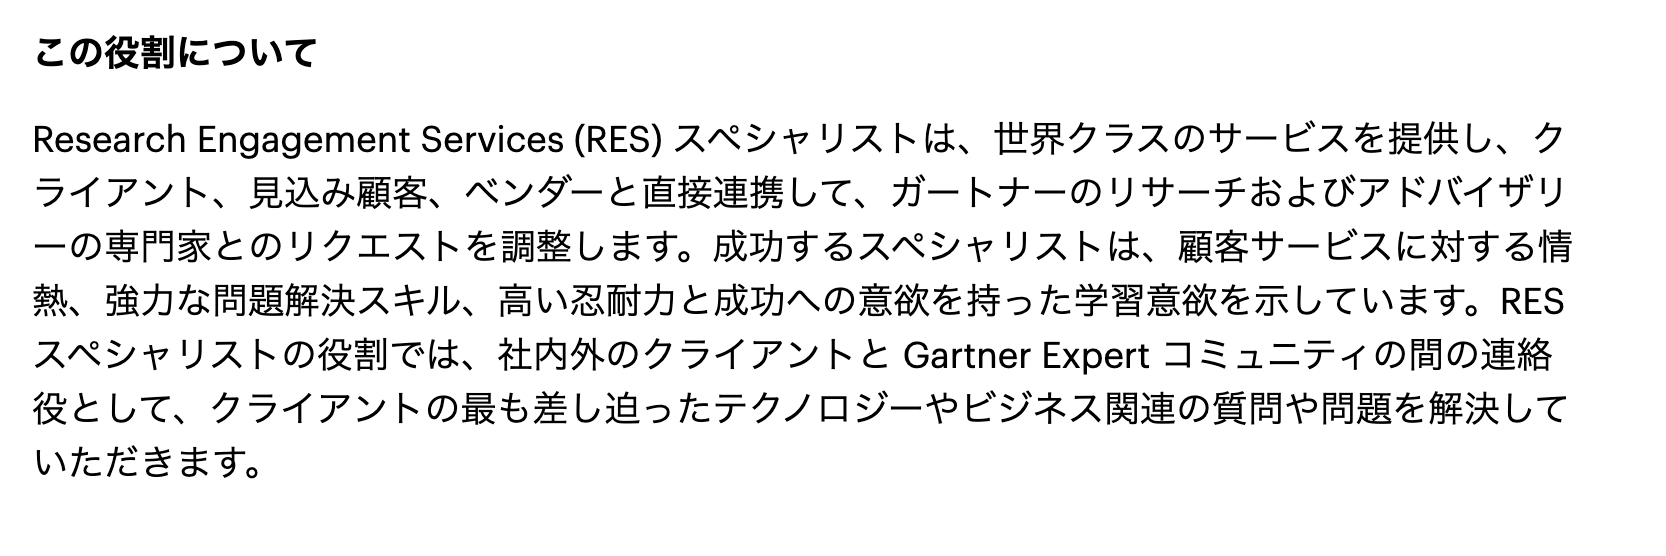 この役割について
Research Engagement Services (RES) スペシャリストは、世界クラスのサービスを提供し、ク
ライアント、見込み顧客、ベンダーと直接連携して、ガートナーのリサーチおよびアドバイザリ
ーの専門家とのリクエストを調整します。成功するスペシャリストは、顧客サービスに対する情
熱、強力な問題解決スキル、高い忍耐力と成功への意欲を持った学習意欲を示しています。RES
スペシャリストの役割では、社内外のクライアントと Gartner Expert コミュニティの間の連絡
役として、クライアントの最も差し迫ったテクノロジーやビジネス関連の質問や問題を解決して
いただきます。